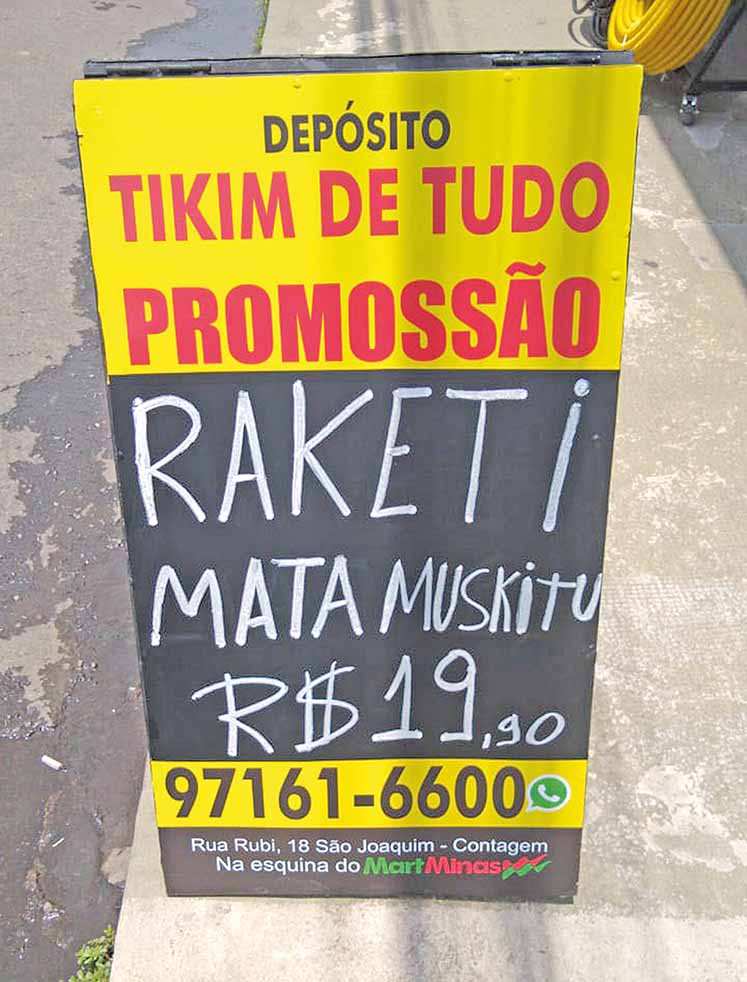 DEPÓSITO
TIKIM DE TUDO
PROMOSSÃO
RAKETi
MATA MUSKiTU
R$ 19,90
97161-6600
Rua Rubi, 18 São Joaquim - Contagem
Na esquina do MartMinas